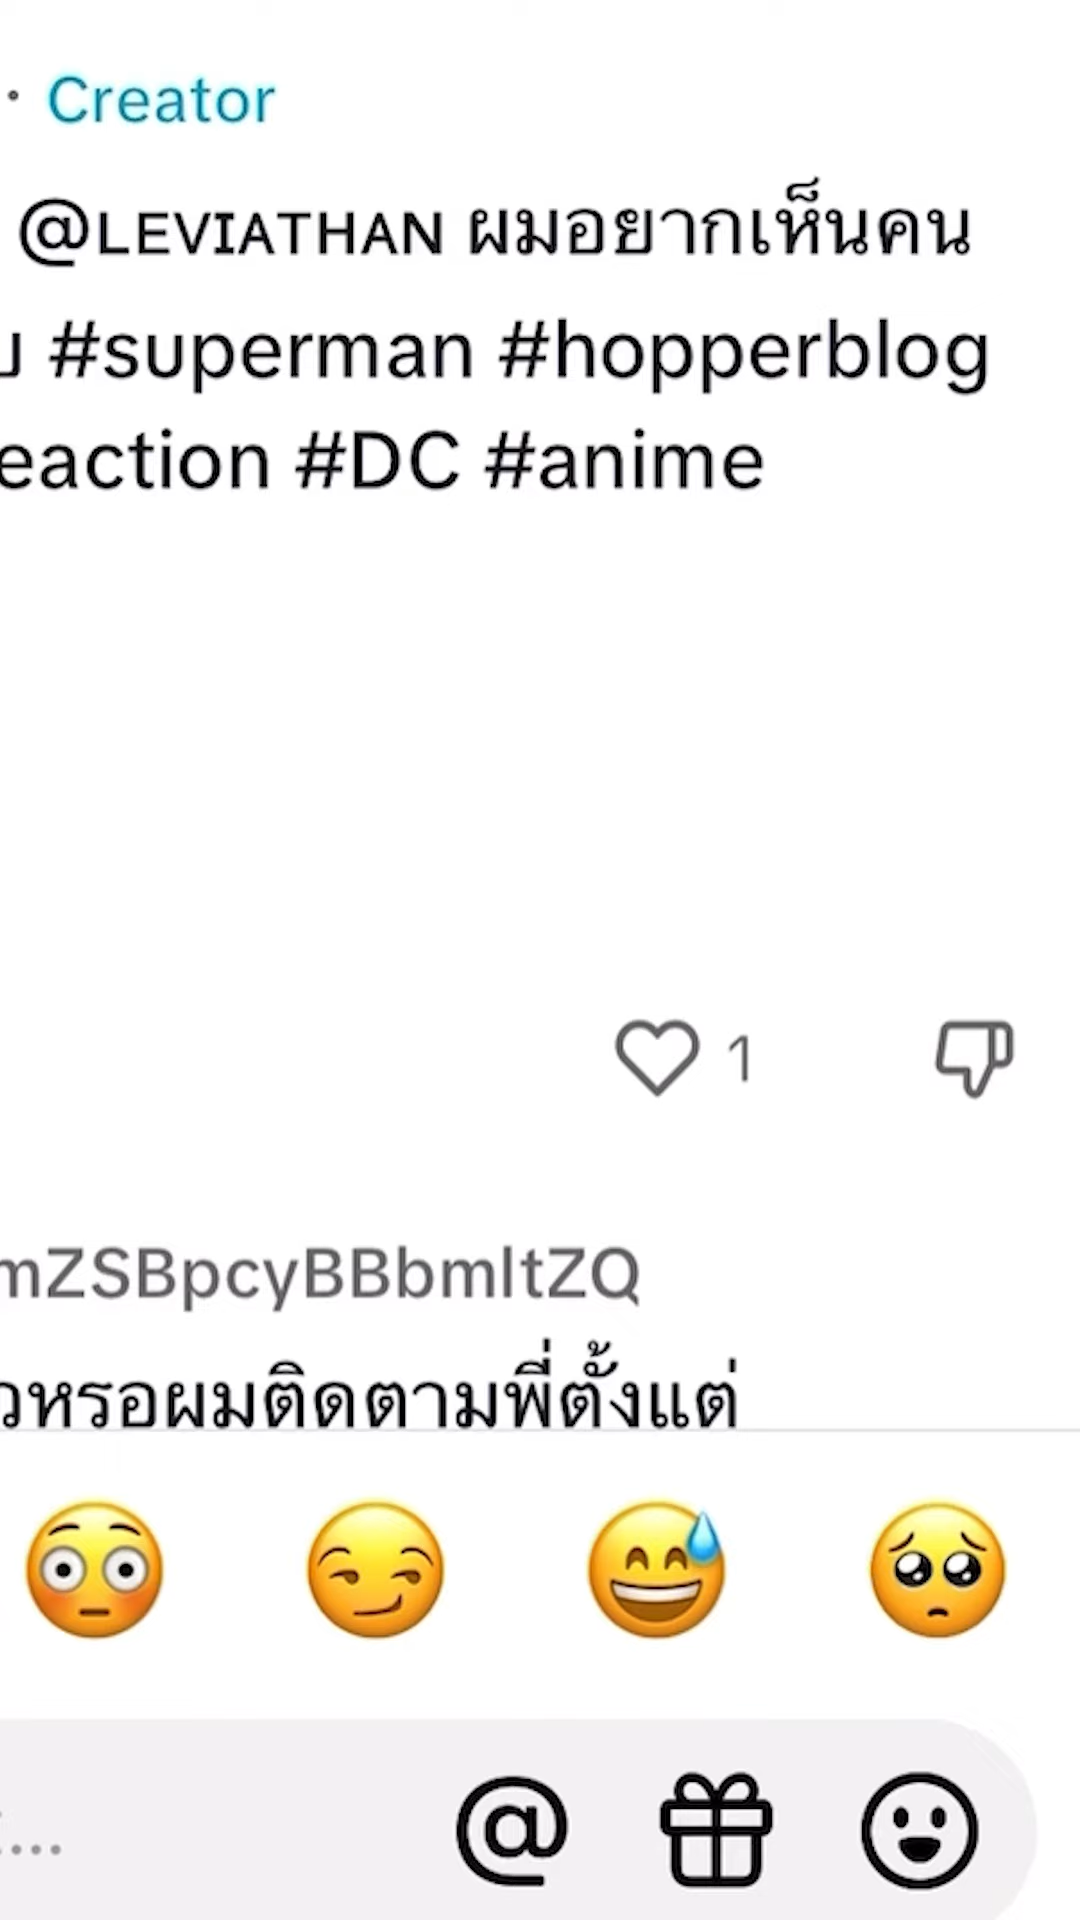 · Creator
@LEVIATHAN ผมอยากเห็นคน
#superman #hopperblog
eaction #DC #anime
1
mZSBpcyBBbmltZQ
วหรอผมติดตามพี่ตั้งแต่
...